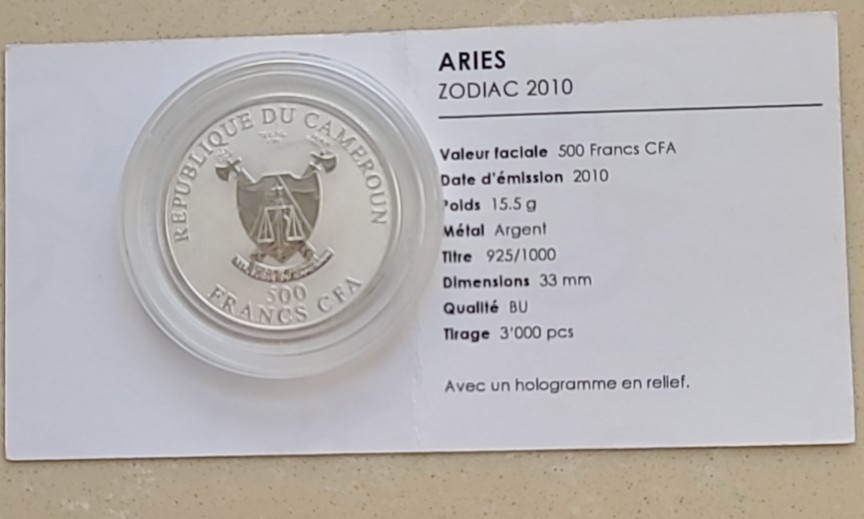 REPUBLIQUE DU CAMEROUN
500
FRANCS CFA
ARIES
ZODIAC 2010
Valeur faciale 500 Francs CFA
Date d'émission 2010
Poids 15.5 g
Métal Argent
Titre 925/1000
Dimensions 33 mm
Qualité BU
Tirage 3'000 pcs
Avec un hologramme en relief.